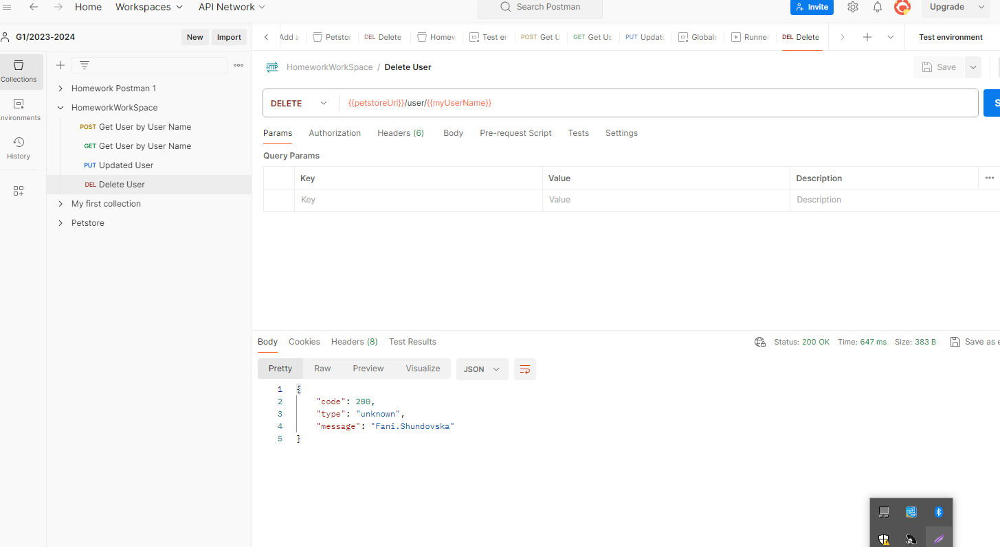 Home Workspaces API Network Search Postman Invite Upgrade
G1/2023-2024 New Import
Add a Petstor DEL Delete Homew Test en POST Get U GET Get Us PUT Update Globals Runner DEL Delete Test environment
Collections
nvironments
History
Homework Postman 1
HomeworkWorkSpace
POST Get User by User Name
GET Get User by User Name
PUT Updated User
DEL Delete User
My first collection
Petstore
HTTP HomeworkWorkSpace / Delete User Save
DELETE {{petstoreUrl}}/user/{{myUserName}} S
Params Authorization Headers (6) Body Pre-request Script Tests Settings
Query Params
Key Value Description
Key Value Description
Body Cookies Headers (8) Test Results Status: 200 OK Time: 647 ms Size: 383 B Save as e
Pretty Raw Preview Visualize JSON
1 {
2 "code": 200,
3 "type": "unknown",
4 "message": "Fani.Shundovska"
5 }